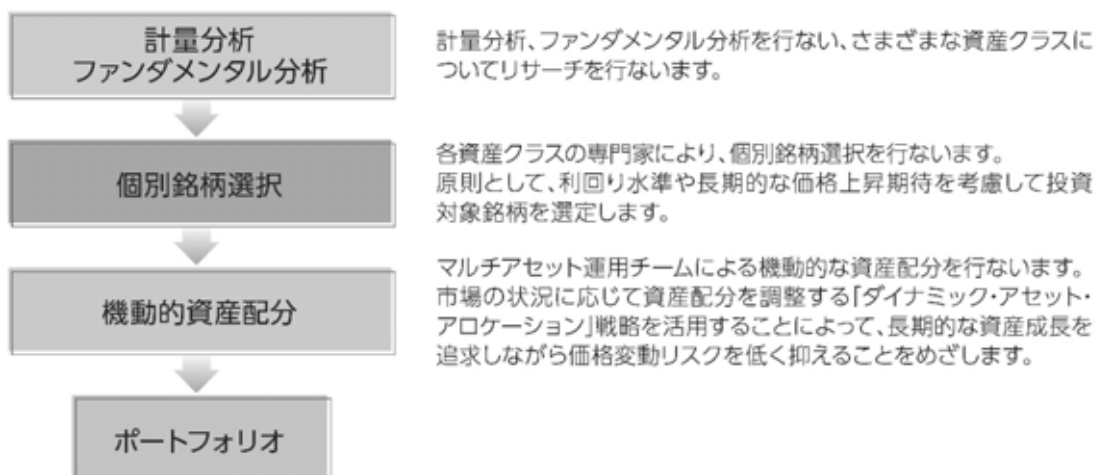 計量分析
ファンダメンタル分析
計量分析、ファンダメンタル分析を行ない、さまざまな資産クラスに
ついてリサーチを行ないます。
個別銘柄選択
各資産クラスの専門家により、個別銘柄選択を行ないます。
原則として、利回り水準や長期的な価格上昇期待を考慮して投資
対象銘柄を選定します。
機動的資産配分
マルチアセット運用チームによる機動的な資産配分を行ないます。
市場の状況に応じて資産配分を調整する「ダイナミック・アセット・
アロケーション」戦略を活用することによって、長期的な資産成長を
追求しながら価格変動リスクを低く抑えることをめざします。
ポートフォリオ